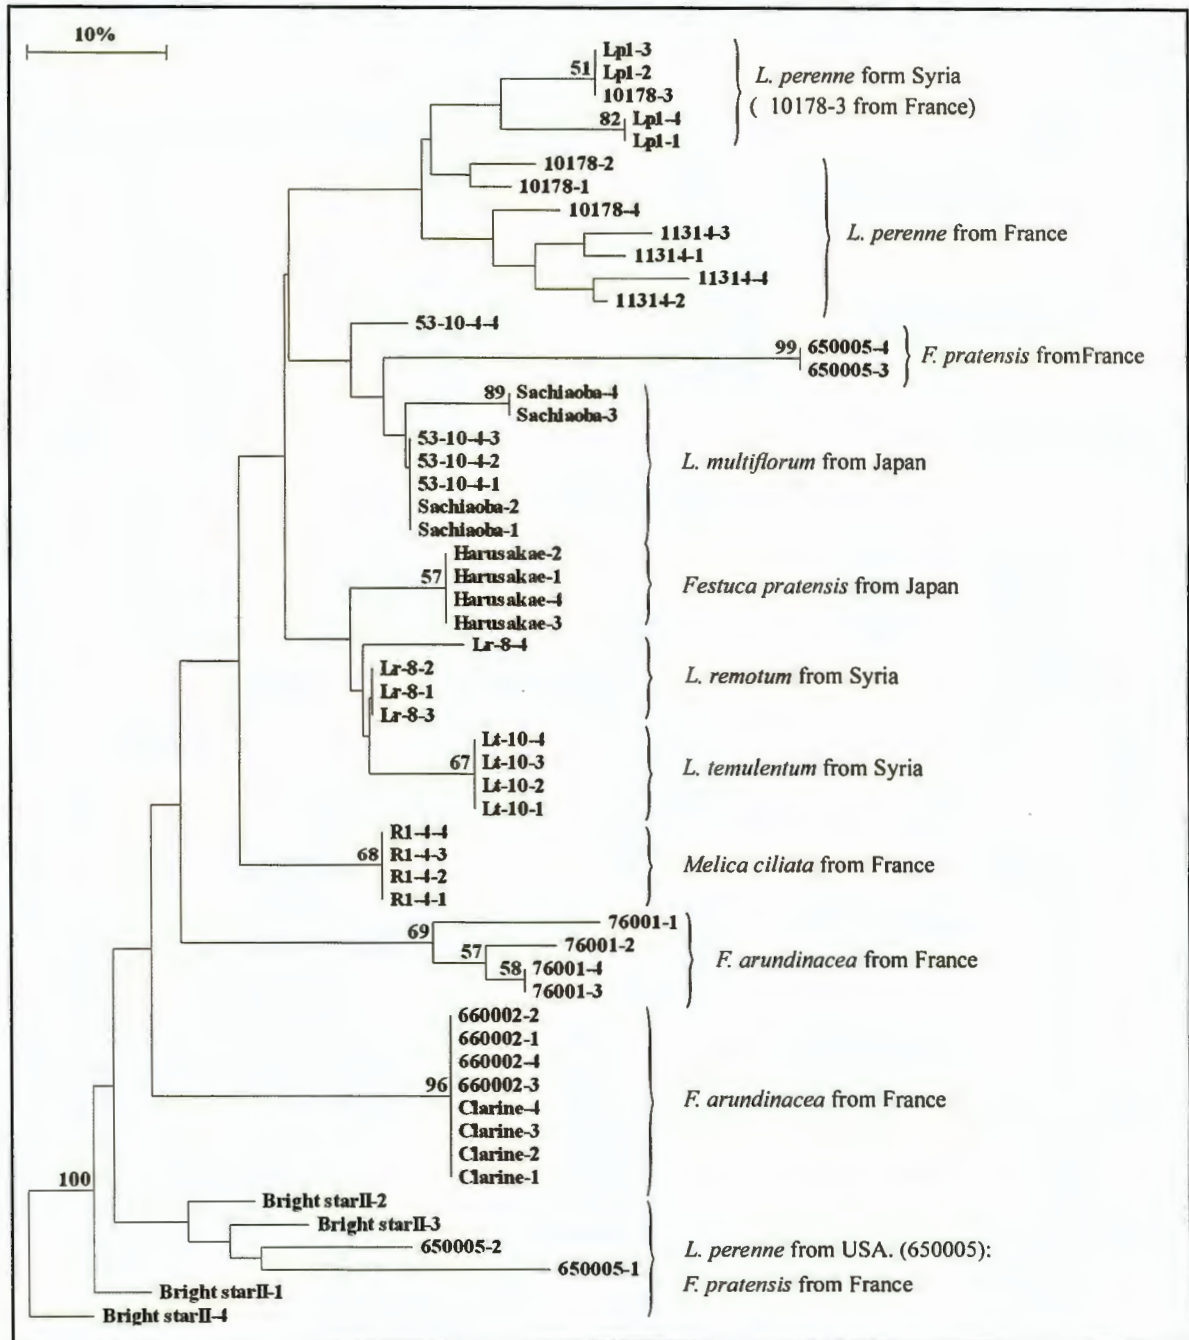 10%
Lp1-3
51
Lp1-2
10178-3
82
Lp1-4
Lp1-1
L. perenne form Syria
( 10178-3 from France)
10178-2
10178-1
10178-4
11314-3
11314-1
11314-4
11314-2
L. perenne from France
53-10-4-4
99
650005-4
650005-3
F. pratensis fromFrance
89
Sachiaoba-4
Sachiaoba-3
53-10-4-3
53-10-4-2
53-10-4-1
Sachiaoba-2
Sachiaoba-1
L. multiflorum from Japan
Harusakae-2
57
Harusakae-1
Harusakae-4
Harusakae-3
Festuca pratensis from Japan
Lr-8-4
Lr-8-2
Lr-8-1
Lr-8-3
L. remotum from Syria
Lt-10-4
67
Lt-10-3
Lt-10-2
Lt-10-1
L. temulentum from Syria
R1-4-4
68
R1-4-3
R1-4-2
R1-4-1
Melica ciliata from France
69
76001-1
57
76001-2
58
76001-4
76001-3
F. arundinacea from France
660002-2
660002-1
660002-4
96
660002-3
Clarine-4
Clarine-3
Clarine-2
Clarine-1
F. arundinacea from France
100
Bright starII-2
Bright starII-3
650005-2
650005-1
Bright starII-1
Bright starII-4
L. perenne from USA. (650005):
F. pratensis from France